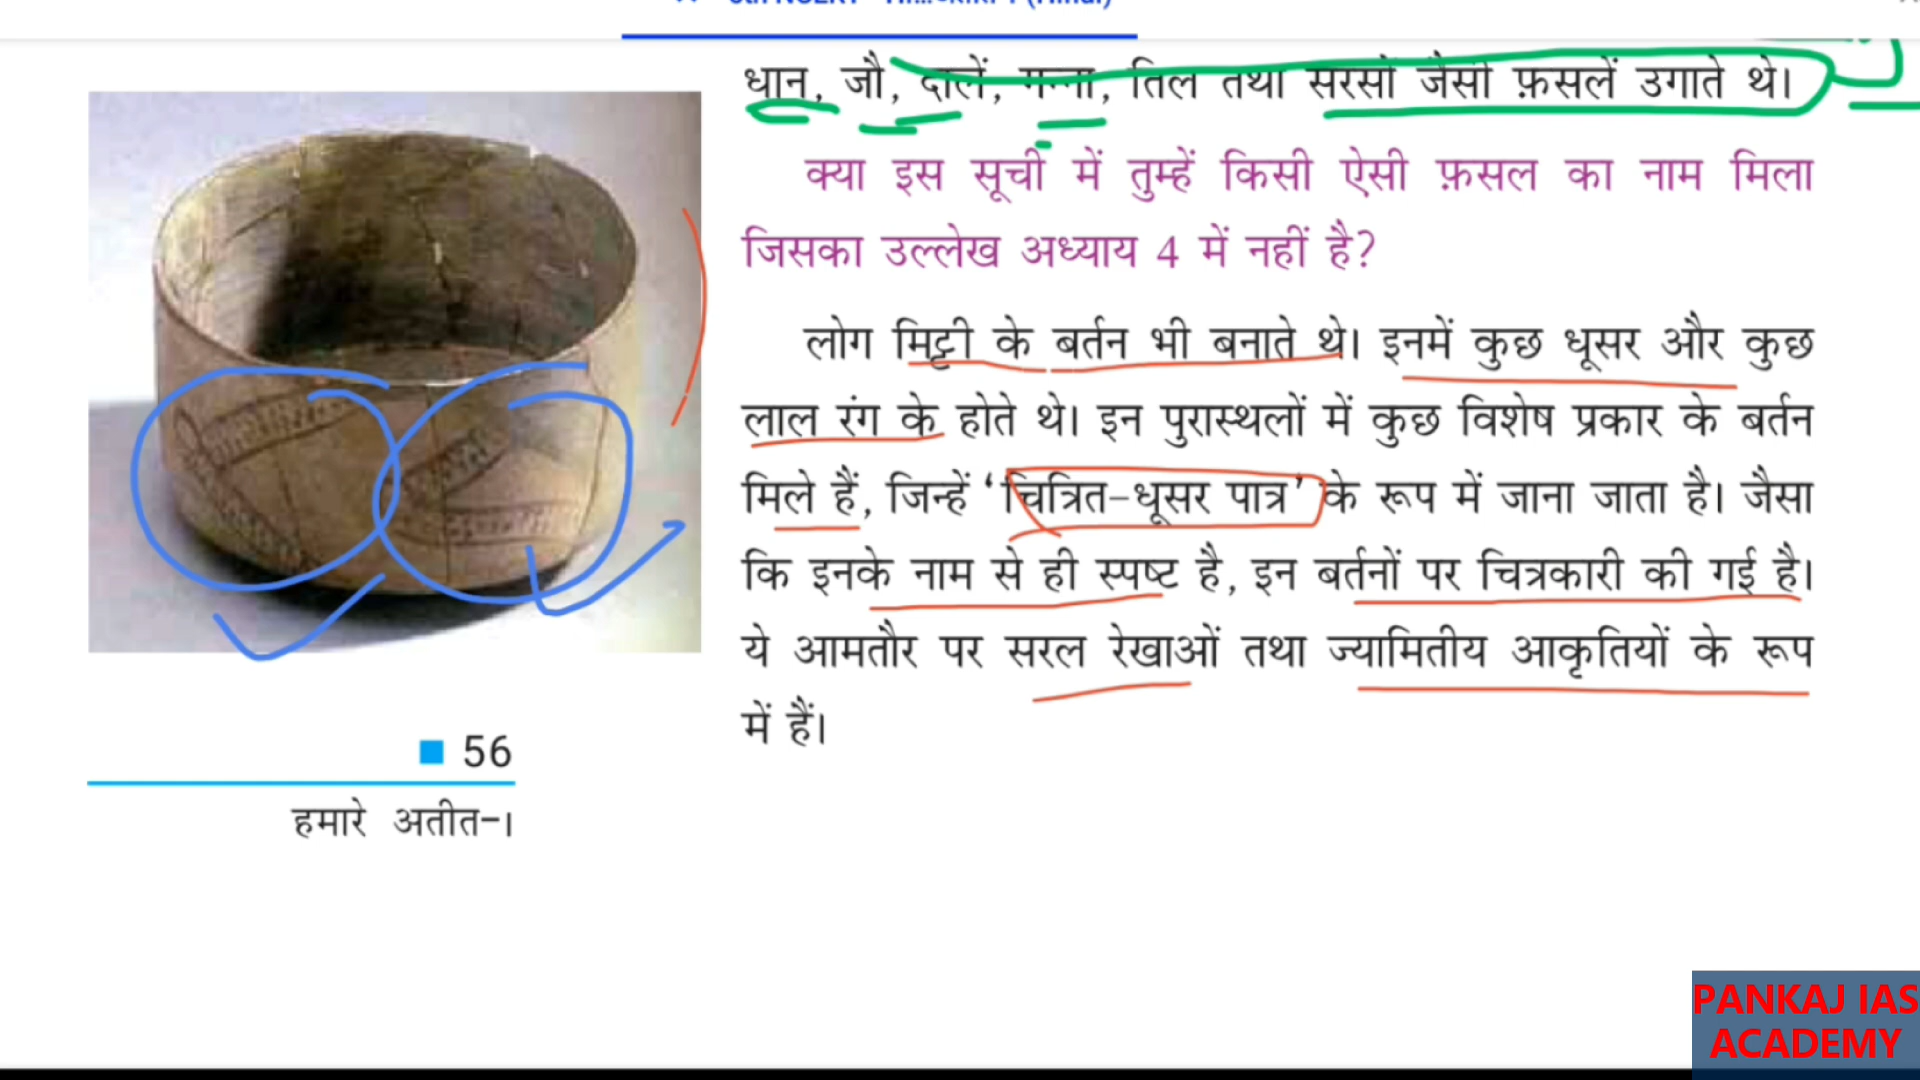 धान, जौ, दालें, गन्ना, तिल तथा सरसों जैसी फ़सलें उगाते थे।
क्या इस सूची में तुम्हें किसी ऐसी फ़सल का नाम मिला
जिसका उल्लेख अध्याय 4 में नहीं है?
लोग मिट्टी के बर्तन भी बनाते थे। इनमें कुछ धूसर और कुछ
लाल रंग के होते थे। इन पुरास्थलों में कुछ विशेष प्रकार के बर्तन
मिले हैं, जिन्हें ‘चित्रित-धूसर पात्र’ के रूप में जाना जाता है। जैसा
कि इनके नाम से ही स्पष्ट है, इन बर्तनों पर चित्रकारी की गई है।
ये आमतौर पर सरल रेखाओं तथा ज्यामितीय आकृतियों के रूप
में हैं।
56
हमारे अतीत-I
PANKAJ IAS
ACADEMY